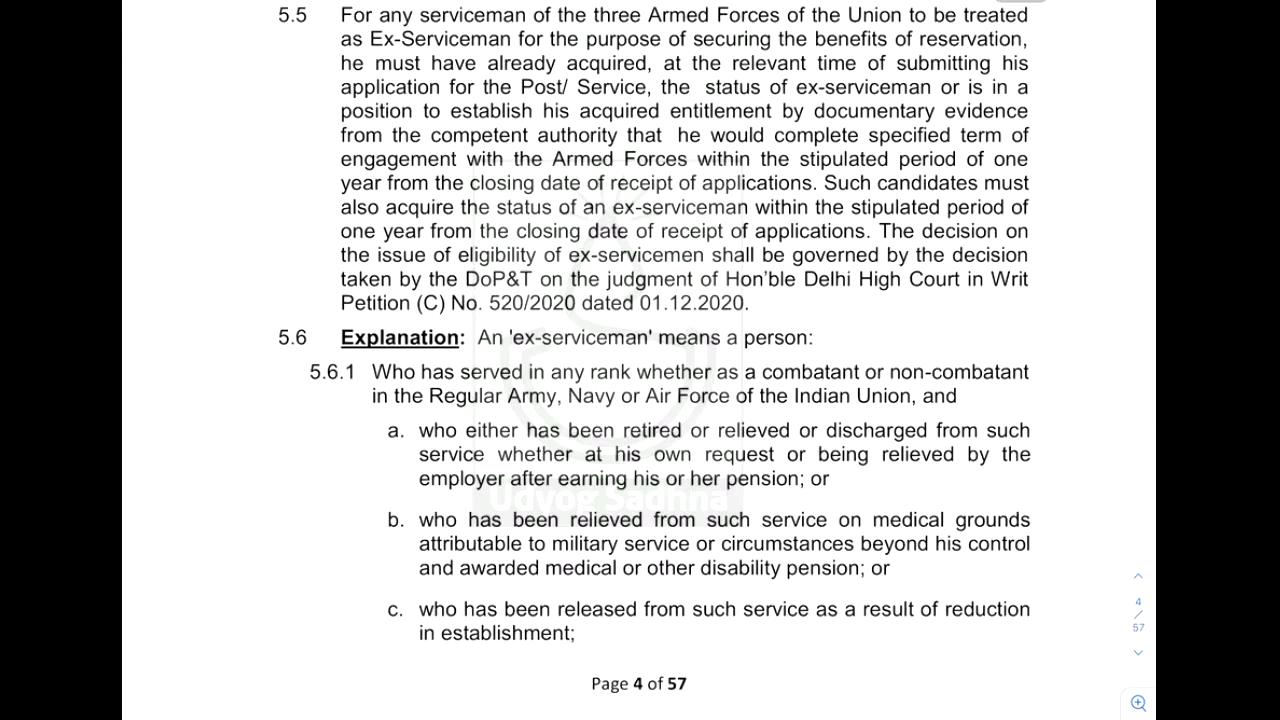 5.5 For any serviceman of the three Armed Forces of the Union to be treated
as Ex-Serviceman for the purpose of securing the benefits of reservation,
he must have already acquired, at the relevant time of submitting his
application for the Post/ Service, the status of ex-serviceman or is in a
position to establish his acquired entitlement by documentary evidence
from the competent authority that he would complete specified term of
engagement with the Armed Forces within the stipulated period of one
year from the closing date of receipt of applications. Such candidates must
also acquire the status of an ex-serviceman within the stipulated period of
one year from the closing date of receipt of applications. The decision on
the issue of eligibility of ex-servicemen shall be governed by the decision
taken by the DoP&T on the judgment of Hon'ble Delhi High Court in Writ
Petition (C) No. 520/2020 dated 01.12.2020.
5.6 Explanation: An 'ex-serviceman' means a person:
5.6.1 Who has served in any rank whether as a combatant or non-combatant
in the Regular Army, Navy or Air Force of the Indian Union, and
a. who either has been retired or relieved or discharged from such
service whether at his own request or being relieved by the
employer after earning his or her pension; or
Udyog Sadhna
b. who has been relieved from such service on medical grounds
attributable to military service or circumstances beyond his control
and awarded medical or other disability pension; or
c. who has been released from such service as a result of reduction
in establishment;
4
/
57
Page 4 of 57